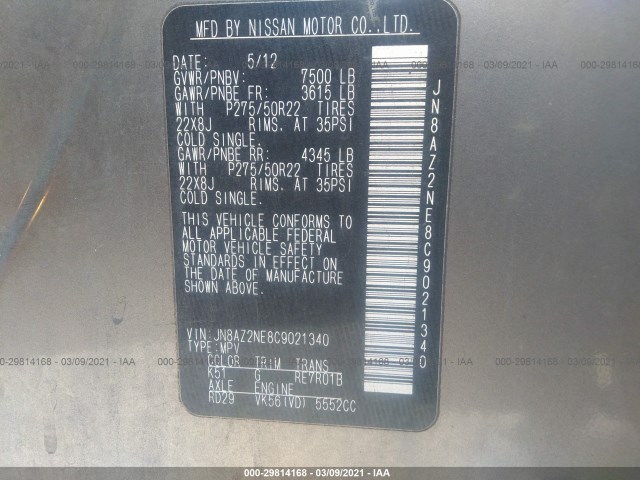 MFD BY NISSAN MOTOR CO.,LTD.
DATE: 5/12
GVWR/PNBV: 7500 LB
GAWR/PNBE FR: 3615 LB
WITH P275/50R22 TIRES
22X8J RIMS. AT 35PSI
COLD SINGLE.
GAWR/PNBE RR: 4345 LB
WITH P275/50R22 TIRES
22X8J RIMS. AT 35PSI
COLD SINGLE.
THIS VEHICLE CONFORMS TO
ALL APPLICABLE FEDERAL
MOTOR VEHICLE SAFETY
STANDARDS IN EFFECT ON
THE DATE OF MANUFACTURE
SHOWN ABOVE.
VIN: JN8AZ2NE8C9021340
TYPE: MPV
COLOR TRIM TRANS
K51 G RE7R01B
AXLE ENGINE
RD29 VK56(VD) 5552CC
JN8AZ2NE8C9021340
000-29814168 - 03/09/2021 - IAA